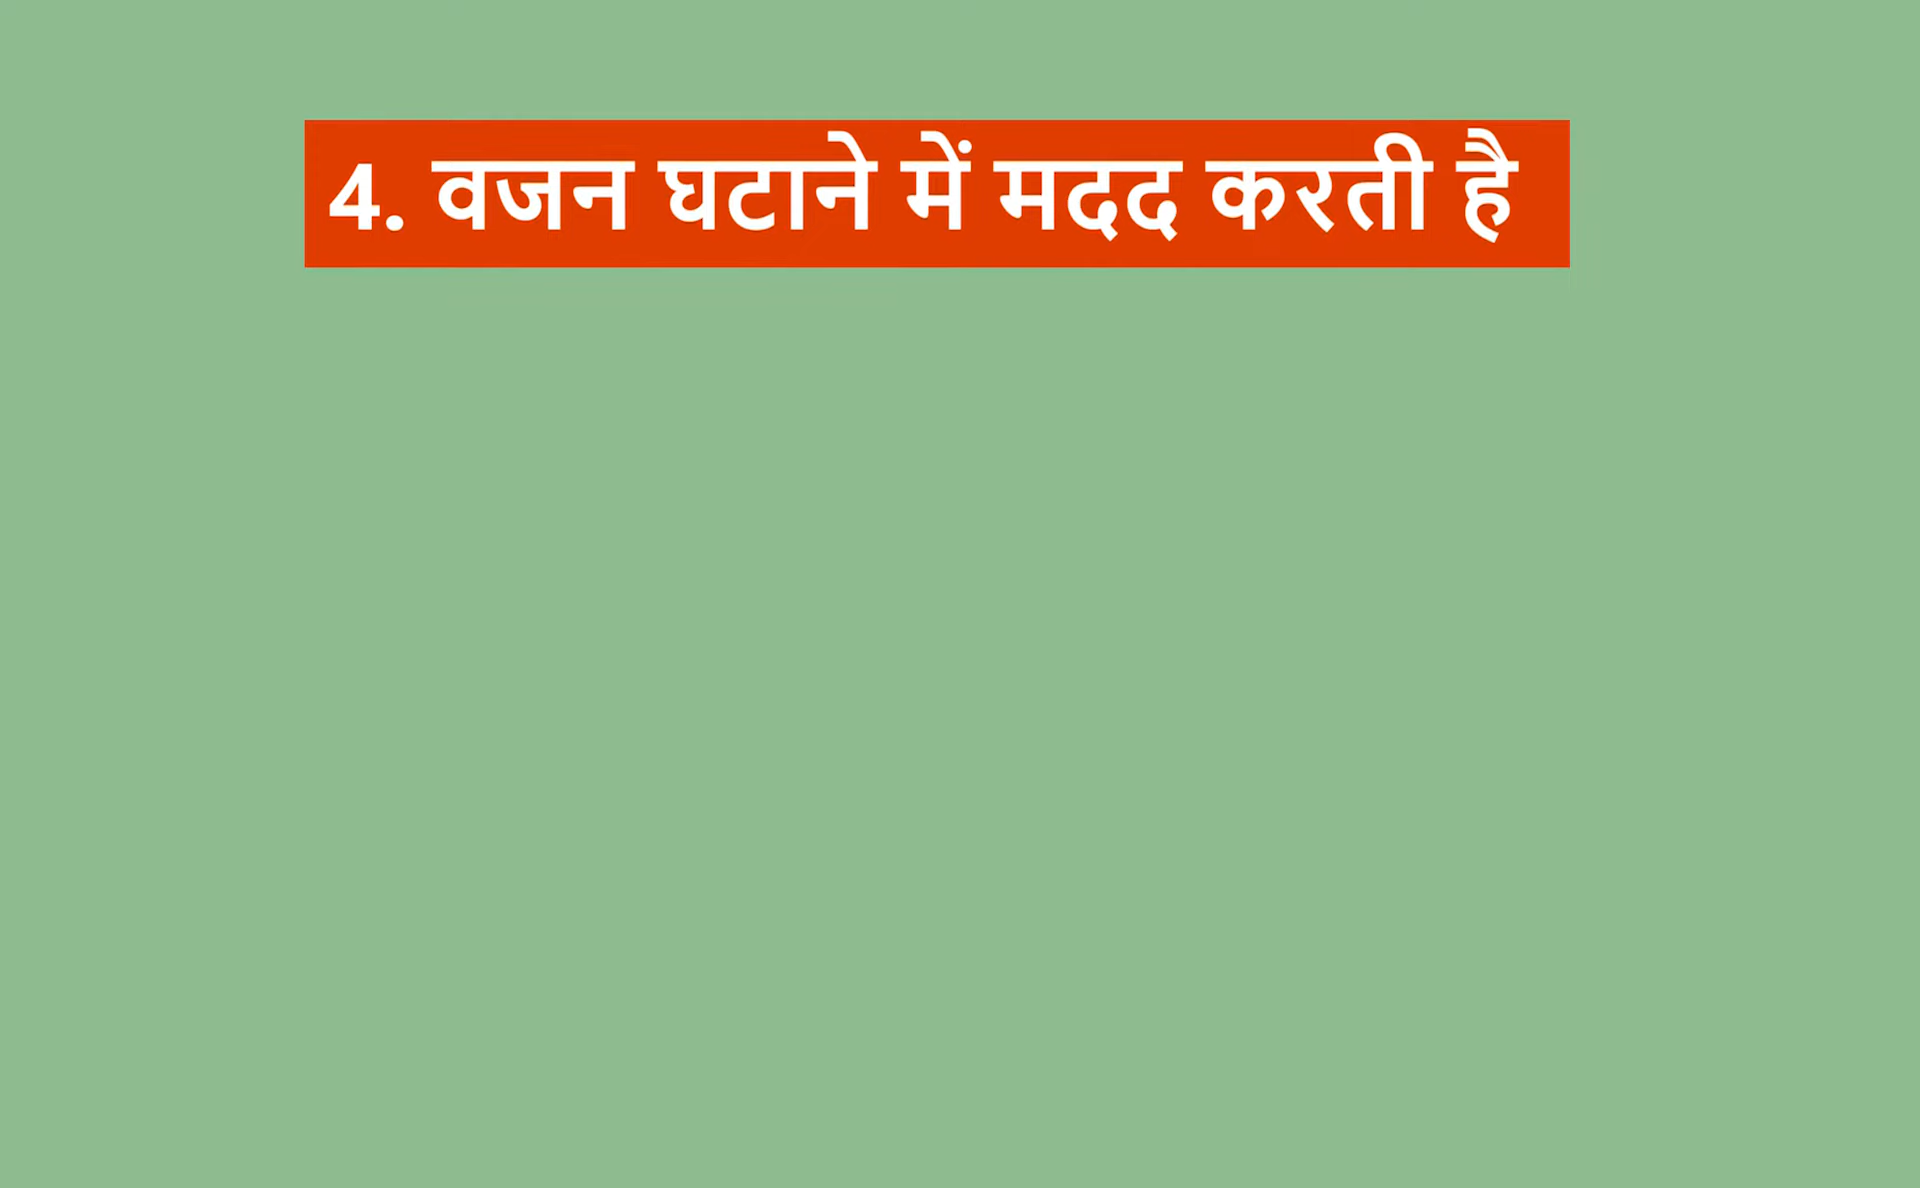 4. वजन घटाने में मदद करती है